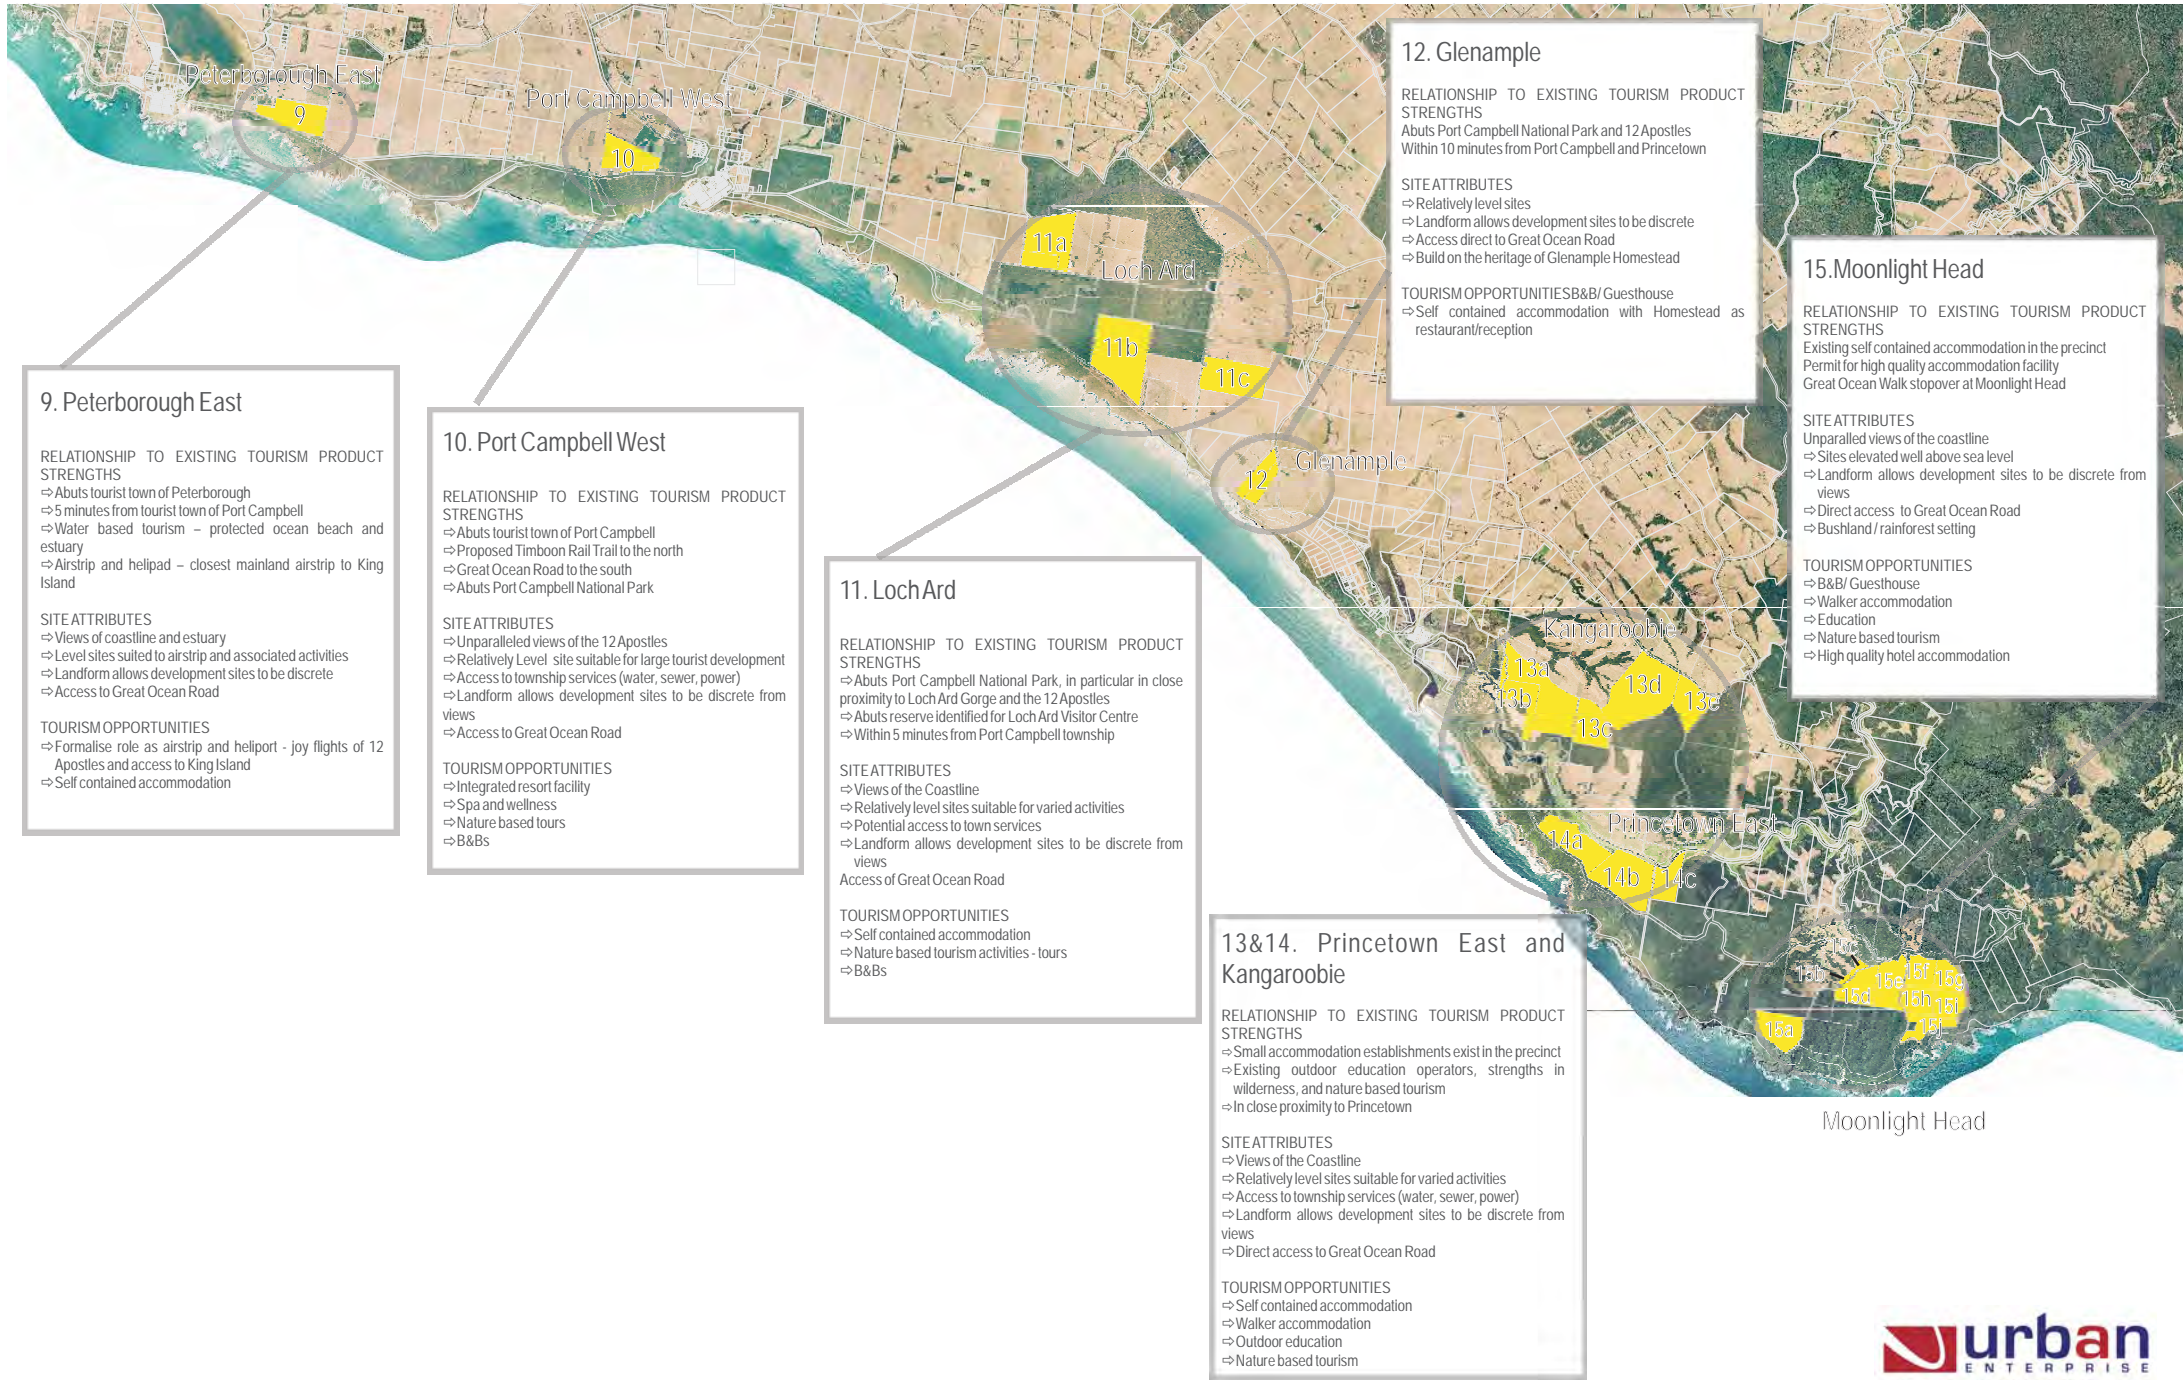 Peterborough East
9
Port Campbell West
10
11a
Loch Ard
11b
11c
Glenample
12
Kangaroobie
13a
13b
13c
13d
13e
Princetown East
14a
14b
14c
15b
15d
15e
15f
15g
15h
15i
15j
15a
Moonlight Head
9. Peterborough East
RELATIONSHIP TO EXISTING TOURISM PRODUCT
STRENGTHS
⇨Abuts tourist town of Peterborough
⇨5 minutes from tourist town of Port Campbell
⇨Water based tourism – protected ocean beach and
estuary
⇨Airstrip and helipad – closest mainland airstrip to King
Island
SITE ATTRIBUTES
⇨Views of coastline and estuary
⇨Level sites suited to airstrip and associated activities
⇨Landform allows development sites to be discrete
⇨Access to Great Ocean Road
TOURISM OPPORTUNITIES
⇨Formalise role as airstrip and heliport - joy flights of 12
Apostles and access to King Island
⇨Self contained accommodation
10. Port Campbell West
RELATIONSHIP TO EXISTING TOURISM PRODUCT
STRENGTHS
⇨Abuts tourist town of Port Campbell
⇨Proposed Timboon Rail Trail to the north
⇨Great Ocean Road to the south
⇨Abuts Port Campbell National Park
SITE ATTRIBUTES
⇨Unparalleled views of the 12 Apostles
⇨Relatively Level site suitable for large tourist development
⇨Access to township services (water, sewer, power)
⇨Landform allows development sites to be discrete from
views
⇨Access to Great Ocean Road
TOURISM OPPORTUNITIES
⇨Integrated resort facility
⇨Spa and wellness
⇨Nature based tours
⇨B&Bs
11. Loch Ard
RELATIONSHIP TO EXISTING TOURISM PRODUCT
STRENGTHS
⇨Abuts Port Campbell National Park, in particular in close
proximity to Loch Ard Gorge and the 12 Apostles
⇨Abuts reserve identified for Loch Ard Visitor Centre
⇨Within 5 minutes from Port Campbell township
SITE ATTRIBUTES
⇨Views of the Coastline
⇨Relatively level sites suitable for varied activities
⇨Potential access to town services
⇨Landform allows development sites to be discrete from
views
Access of Great Ocean Road
TOURISM OPPORTUNITIES
⇨Self contained accommodation
⇨Nature based tourism activities - tours
⇨B&Bs
12. Glenample
RELATIONSHIP TO EXISTING TOURISM PRODUCT
STRENGTHS
Abuts Port Campbell National Park and 12 Apostles
Within 10 minutes from Port Campbell and Princetown
SITE ATTRIBUTES
⇨Relatively level sites
⇨Landform allows development sites to be discrete
⇨Access direct to Great Ocean Road
⇨Build on the heritage of Glenample Homestead
TOURISM OPPORTUNITIESB&B/ Guesthouse
⇨Self contained accommodation with Homestead as
restaurant/reception
13&14. Princetown East and
Kangaroobie
RELATIONSHIP TO EXISTING TOURISM PRODUCT
STRENGTHS
⇨Small accommodation establishments exist in the precinct
⇨Existing outdoor education operators, strengths in
wilderness, and nature based tourism
⇨In close proximity to Princetown
SITE ATTRIBUTES
⇨Views of the Coastline
⇨Relatively level sites suitable for varied activities
⇨Access to township services (water, sewer, power)
⇨Landform allows development sites to be discrete from
views
⇨Direct access to Great Ocean Road
TOURISM OPPORTUNITIES
⇨Self contained accommodation
⇨Walker accommodation
⇨Outdoor education
⇨Nature based tourism
15.Moonlight Head
RELATIONSHIP TO EXISTING TOURISM PRODUCT
STRENGTHS
Existing self contained accommodation in the precinct
Permit for high quality accommodation facility
Great Ocean Walk stopover at Moonlight Head
SITE ATTRIBUTES
Unparalled views of the coastline
⇨Sites elevated well above sea level
⇨Landform allows development sites to be discrete from
views
⇨Direct access to Great Ocean Road
⇨Bushland / rainforest setting
TOURISM OPPORTUNITIES
⇨B&B/ Guesthouse
⇨Walker accommodation
⇨Education
⇨Nature based tourism
⇨High quality hotel accommodation
urban
ENTERPRISE